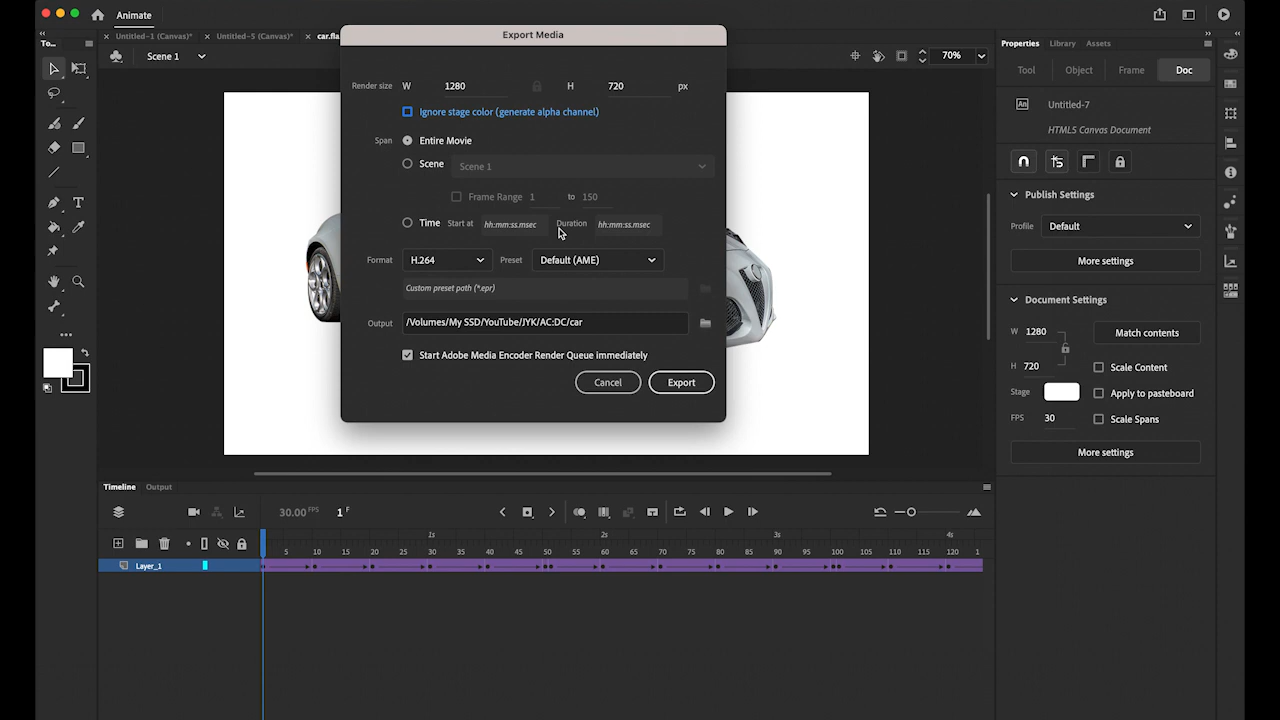 Animate
Untitled-1 (Canvas)*
Untitled-5 (Canvas)*
car.fla
Scene 1
70%
Export Media
Render size W 1280 H 720 px
Ignore stage color (generate alpha channel)
Span Entire Movie
Scene Scene 1
Frame Range 1 to 150
Time Start at hh:mm:ss.msec Duration hh:mm:ss.msec
Format H.264 Preset Default (AME)
Custom preset path (*.epr)
Output /Volumes/My SSD/YouTube/JYK/AC:DC/car
Start Adobe Media Encoder Render Queue immediately
Cancel Export
To...
Properties Library Assets
Tool Object Frame Doc
An Untitled-7
HTML5 Canvas Document
Publish Settings
Profile Default
More settings
Document Settings
W 1280 Match contents
H 720 Scale Content
Stage Apply to pasteboard
FPS 30 Scale Spans
More settings
Timeline Output
30.00 FPS 1 F
1s 2s 3s 4s
5 10 15 20 25 30 35 40 45 50 55 60 65 70 75 80 85 90 95 100 105 110 115 120 1
Layer_1